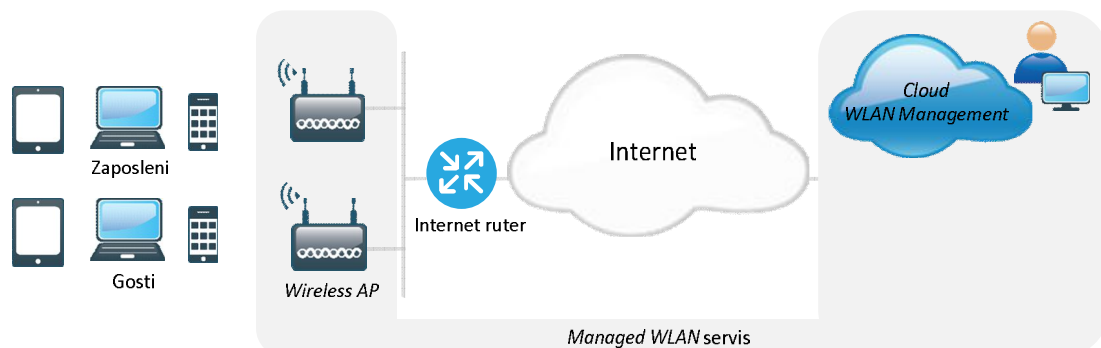 Zaposleni
Gosti
Wireless AP
Internet ruter
Internet
Cloud
WLAN Management
Managed WLAN servis